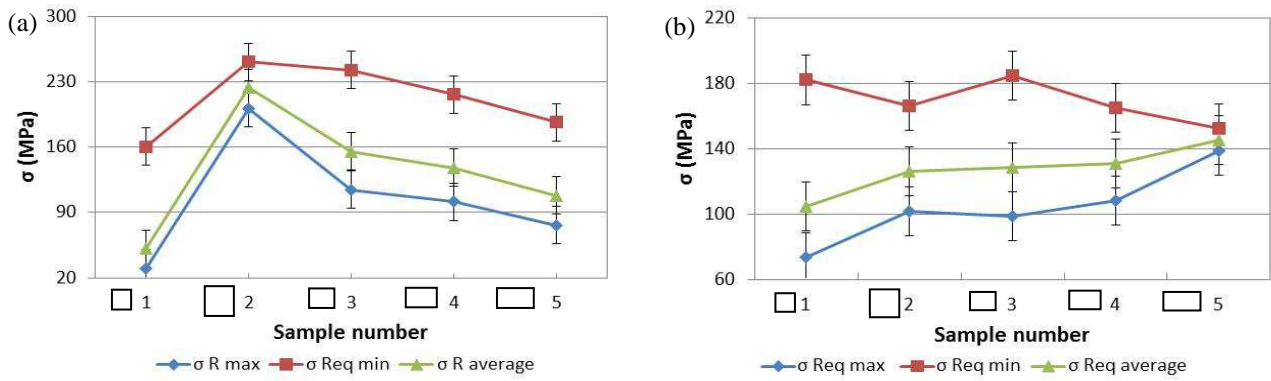 (a)
300
230
160
90
20
σ (MPa)
1 2 3 4 5
Sample number
σ R max σ Req min σ R average
(b)
220
180
140
100
60
σ (MPa)
1 2 3 4 5
Sample number
σ Req max σ Req min σ Req average